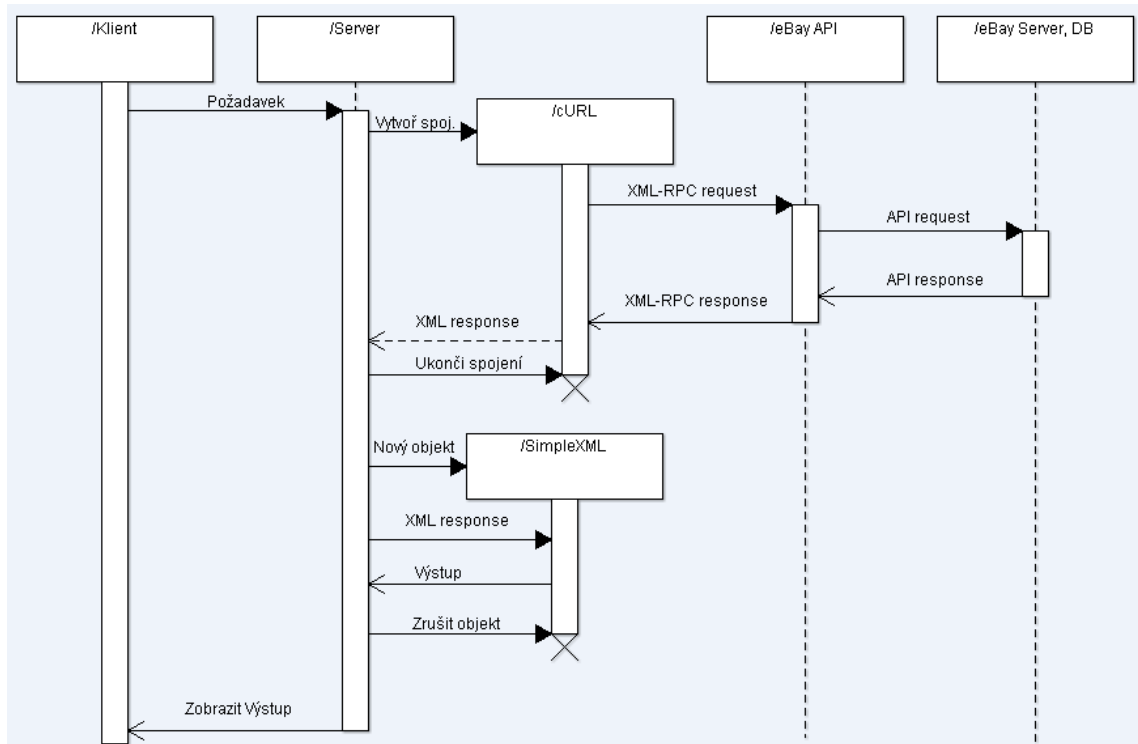 /Klient
/Server
/eBay API
/eBay Server, DB
Požadavek
/cURL
Vytvoř spoj.
XML-RPC request
API request
API response
XML-RPC response
XML response
Ukonči spojení
/SimpleXML
Nový objekt
XML response
Výstup
Zrušit objekt
Zobrazit Výstup